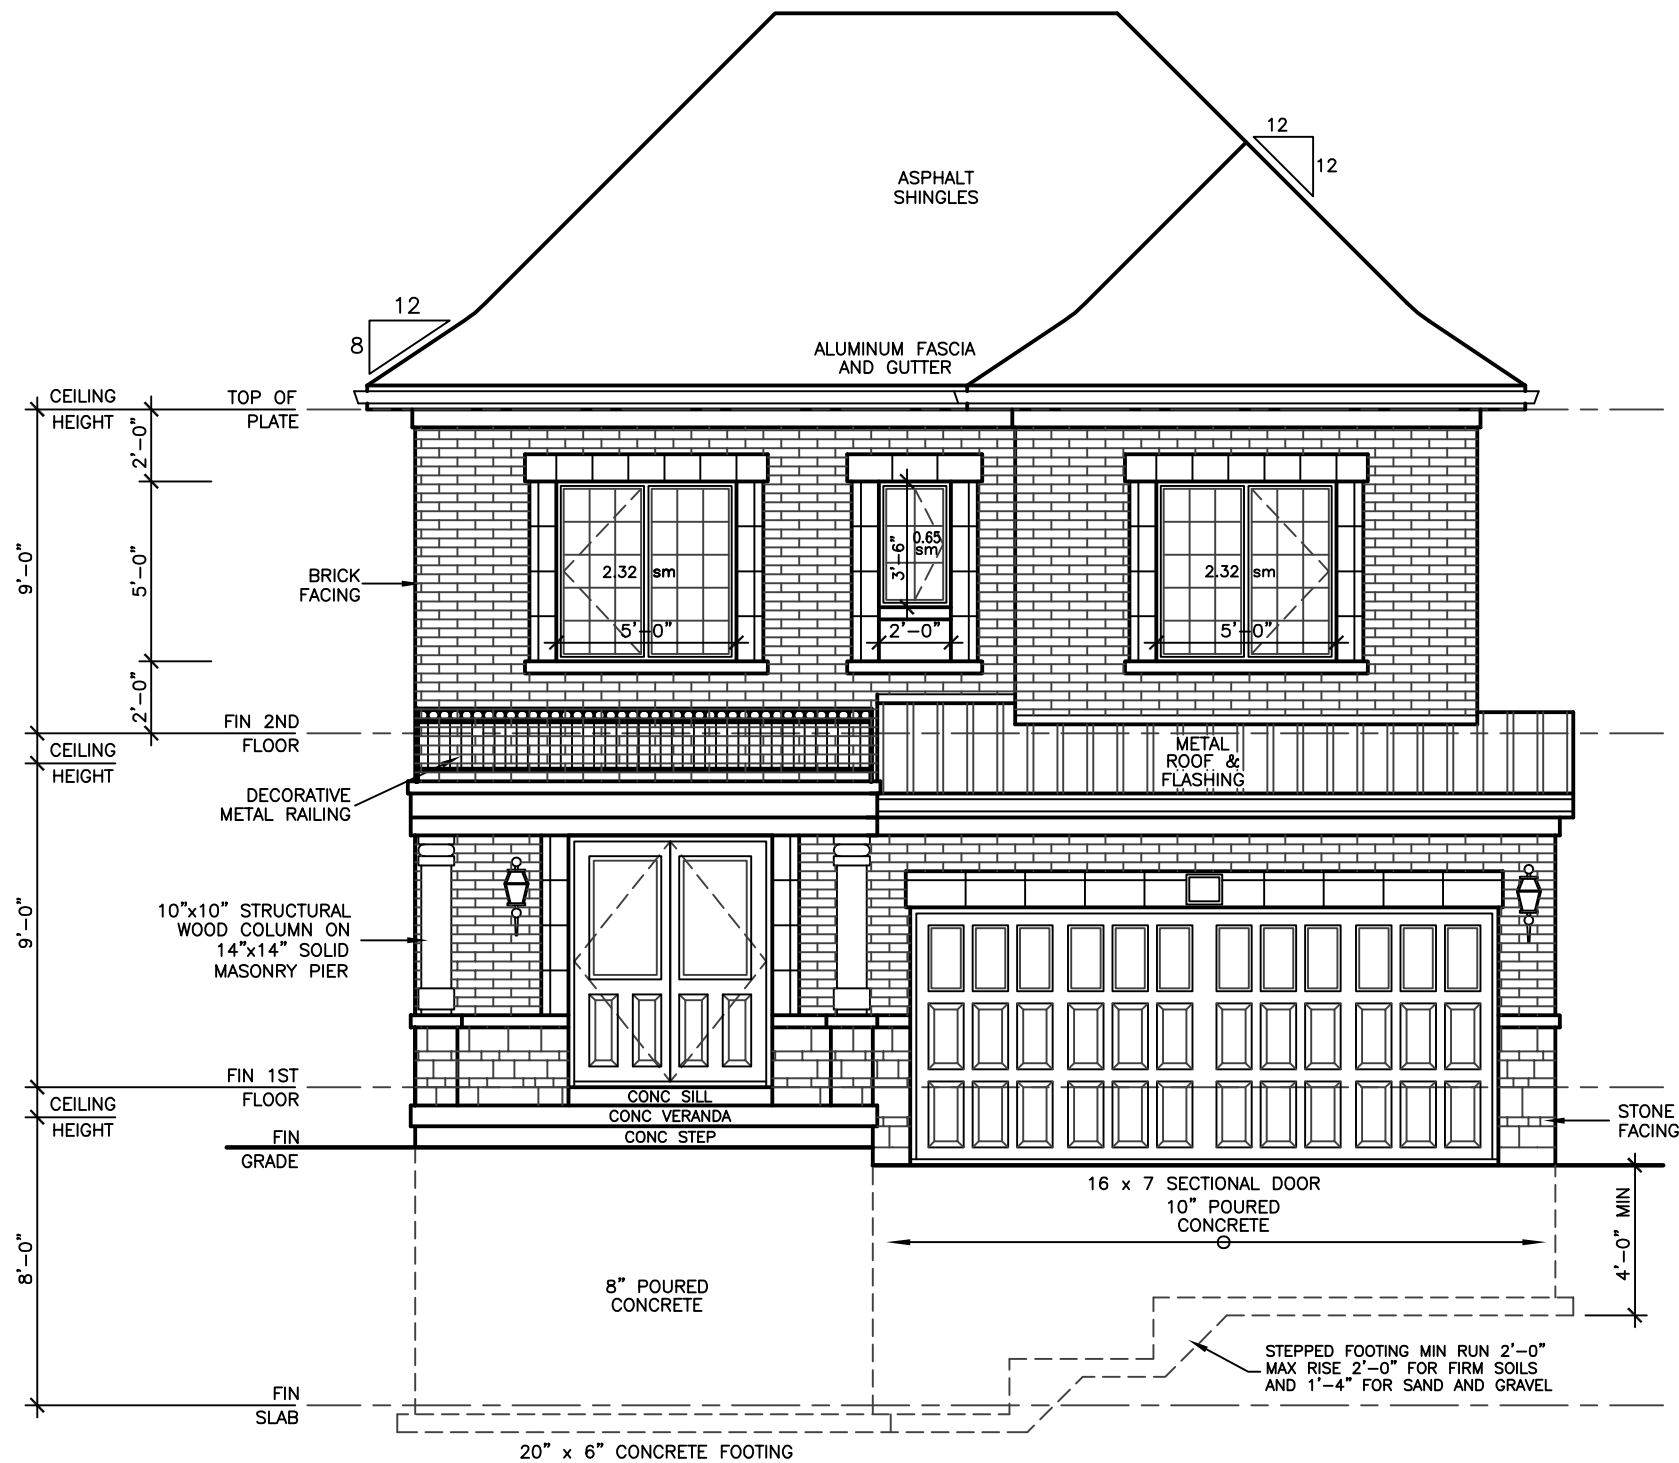 12
12
ASPHALT
SHINGLES
12
8
ALUMINUM FASCIA
AND GUTTER
CEILING
HEIGHT
TOP OF
PLATE
2'-0"
9'-0"
5'-0"
BRICK
FACING
2.32 sm
5'-0"
3'-6"
0.65
sm
2'-0"
2.32 sm
5'-0"
2'-0"
FIN 2ND
FLOOR
CEILING
HEIGHT
METAL
ROOF &
FLASHING
DECORATIVE
METAL RAILING
9'-0"
10"x10" STRUCTURAL
WOOD COLUMN ON
14"x14" SOLID
MASONRY PIER
FIN 1ST
FLOOR
CEILING
HEIGHT
CONC SILL
CONC VERANDA
CONC STEP
FIN
GRADE
STONE
FACING
16 x 7 SECTIONAL DOOR
10" POURED
CONCRETE
4'-0" MIN
8'-0"
8" POURED
CONCRETE
STEPPED FOOTING MIN RUN 2'-0"
MAX RISE 2'-0" FOR FIRM SOILS
AND 1'-4" FOR SAND AND GRAVEL
FIN
SLAB
20" x 6" CONCRETE FOOTING